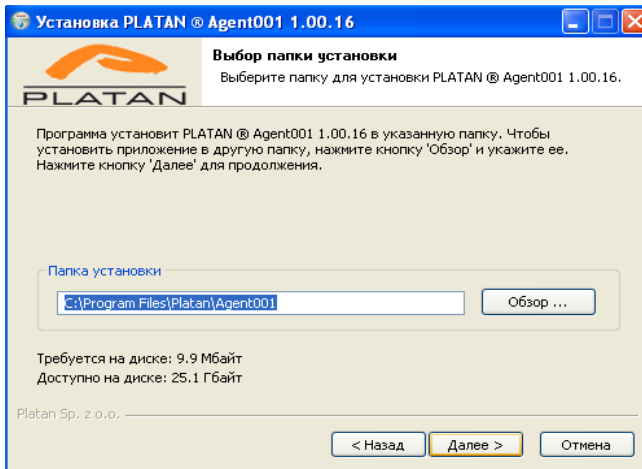 Установка PLATAN ® Agent001 1.00.16
PLATAN
Выбор папки установки
Выберите папку для установки PLATAN ® Agent001 1.00.16.
Программа установит PLATAN ® Agent001 1.00.16 в указанную папку. Чтобы
установить приложение в другую папку, нажмите кнопку 'Обзор' и укажите ее.
Нажмите кнопку 'Далее' для продолжения.
Папка установки
C:\Program Files\Platan\Agent001
Обзор ...
Требуется на диске: 9.9 Мбайт
Доступно на диске: 25.1 Гбайт
Platan Sp. z o.o.
< Назад
Далее >
Отмена